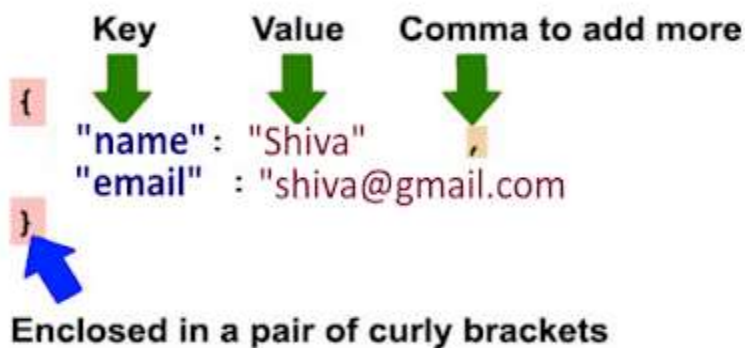 Key Value Comma to add more
{
"name" : "Shiva" ,
"email" : "shiva@gmail.com
}
Enclosed in a pair of curly brackets